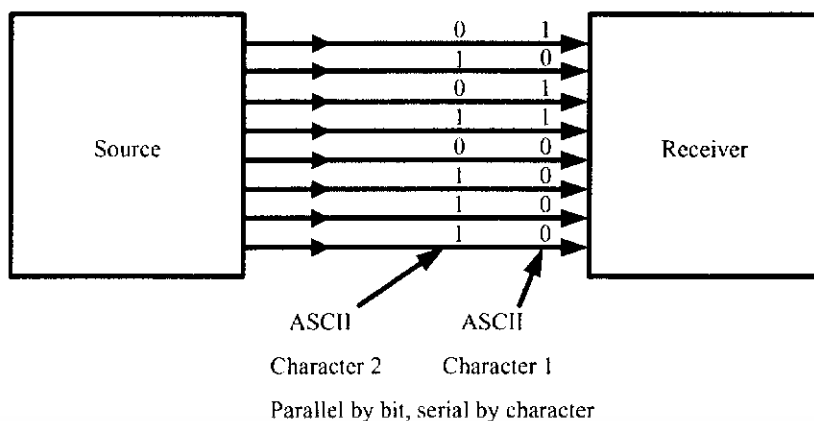 0 1
1 0
0 1
1 1
Source 0 0 Receiver
1 0
1 0
1 0
ASCII ASCII
Character 2 Character 1
Parallel by bit, serial by character